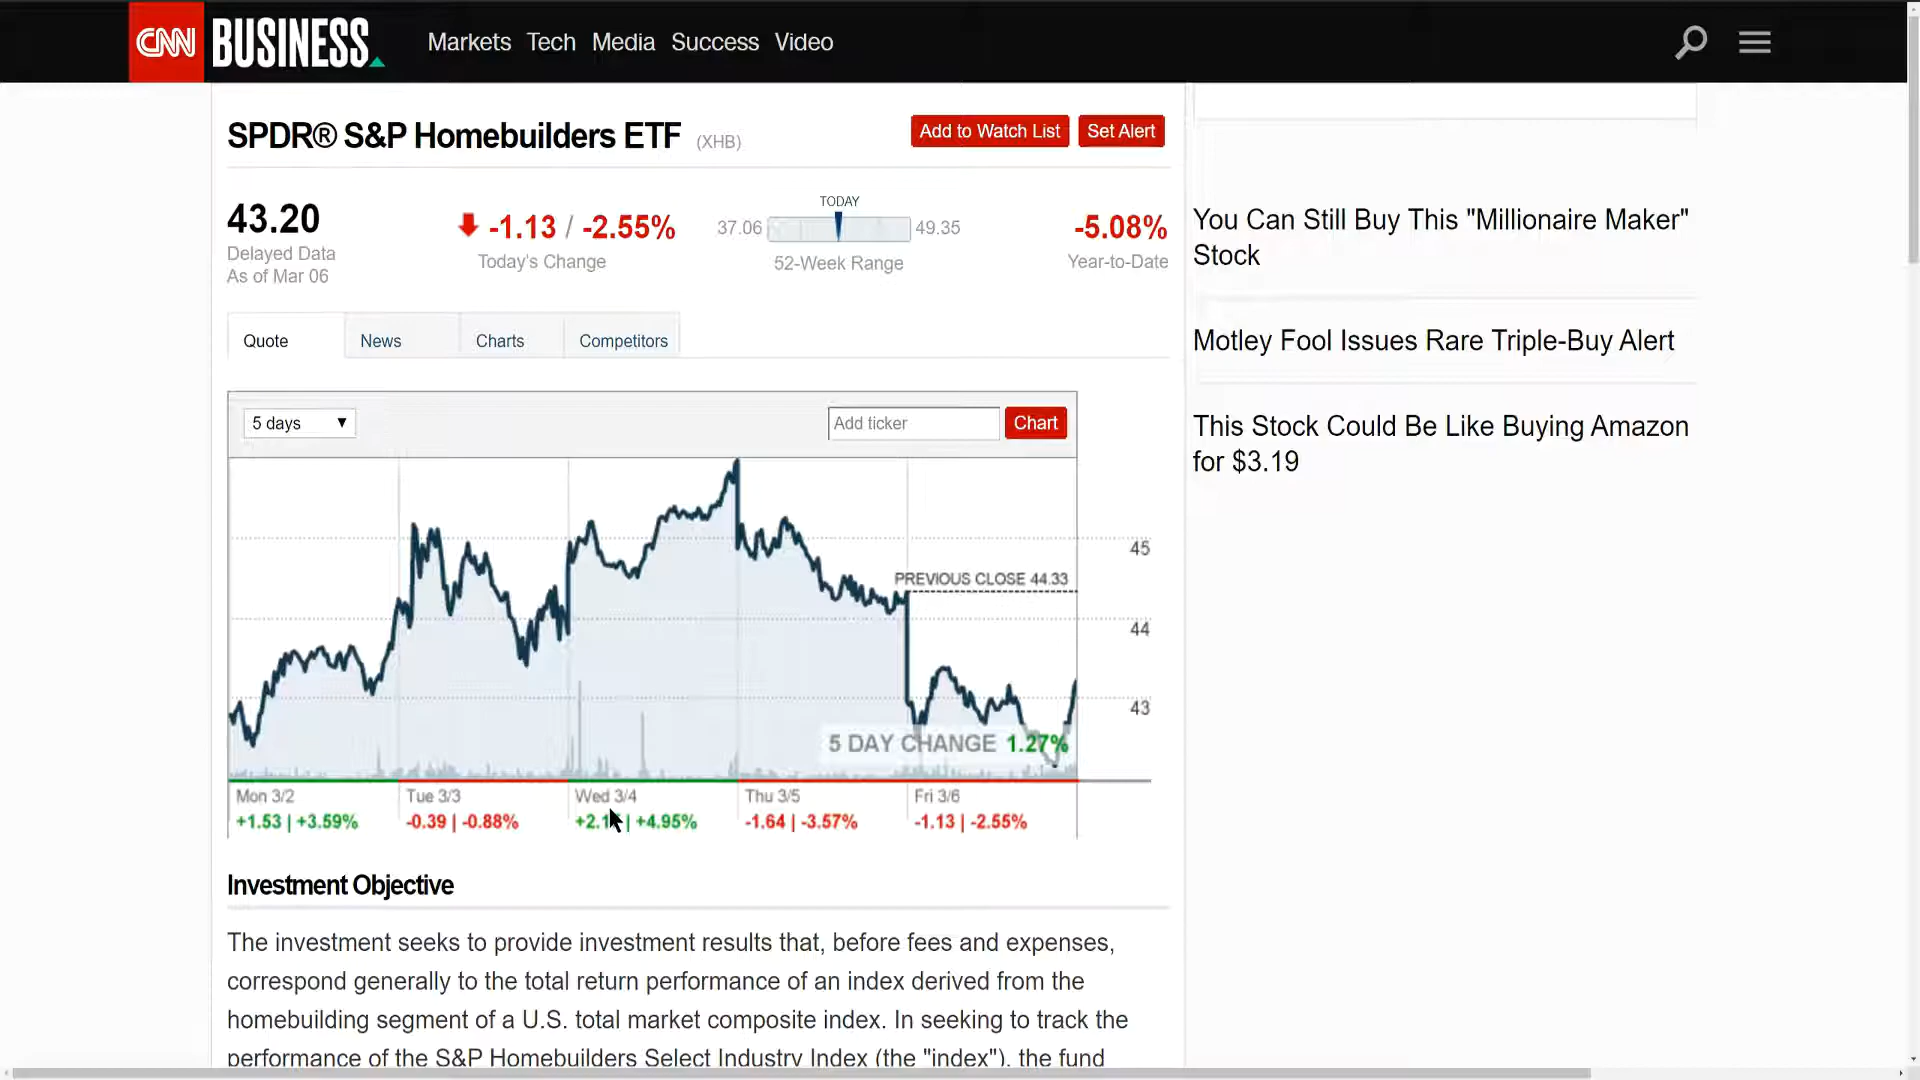 CNN BUSINESS Markets Tech Media Success Video
SPDR® S&P Homebuilders ETF (XHB)
Add to Watch List Set Alert
43.20
Delayed Data
As of Mar 06
-1.13 / -2.55%
Today's Change
TODAY
37.06 49.35
52-Week Range
-5.08%
Year-to-Date
Quote News Charts Competitors
5 days Add ticker Chart
45
PREVIOUS CLOSE 44.33
44
43
5 DAY CHANGE 1.27%
Mon 3/2 Tue 3/3 Wed 3/4 Thu 3/5 Fri 3/6
+1.53 | +3.59% -0.39 | -0.88% | +4.95% -1.64 | -3.57% -1.13 | -2.55%
Investment Objective
The investment seeks to provide investment results that, before fees and expenses,
correspond generally to the total return performance of an index derived from the
homebuilding segment of a U.S. total market composite index. In seeking to track the
performance of the S&P Homebuilders Select Industry Index (the "index"), the fund
You Can Still Buy This "Millionaire Maker"
Stock
Motley Fool Issues Rare Triple-Buy Alert
This Stock Could Be Like Buying Amazon
for $3.19